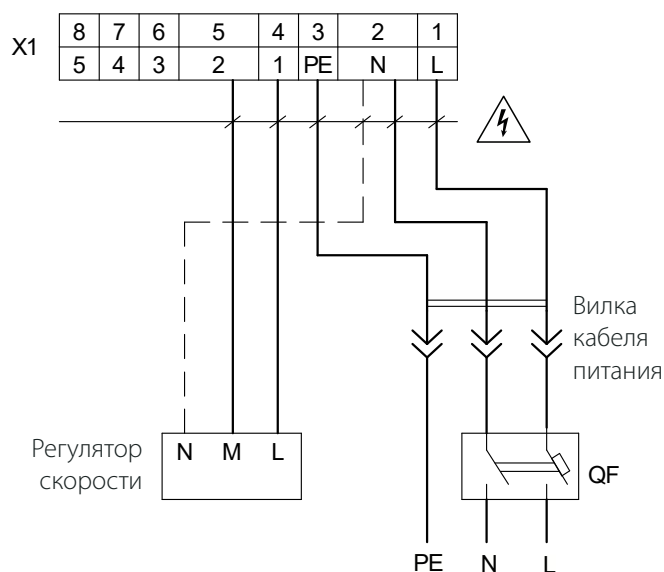 X1
8 7 6 5 4 3 2 1
5 4 3 2 1 PE N L
Вилка
кабеля
питания
Регулятор
скорости
N M L
QF
PE N L